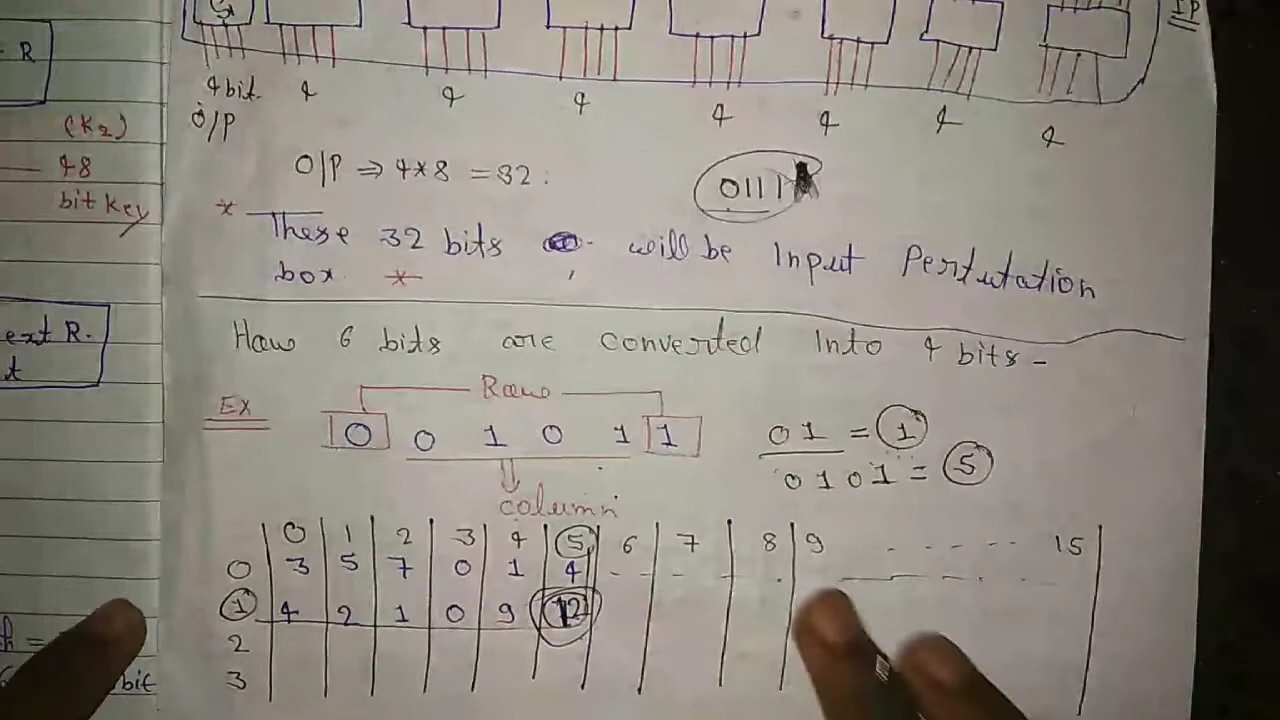 IP
R
4 bit 4 4 4 4 4 4 4
O/P
(K2)
48
bit key
O/P ⇒ 4*8 = 32.
0111
* These 32 bits will be Input Pertutation
box. *
ext R.
t
How 6 bits are converted Into 4 bits -
Rows
Ex
0 0 1 0 1 1
01 = 1
0101 = 5
column
0 1 2 3 4 5 6 7 8 9 - - - - - 15
0 3 5 7 0 1 4 - - - -
1 4 2 1 0 9 12
2
3
bit